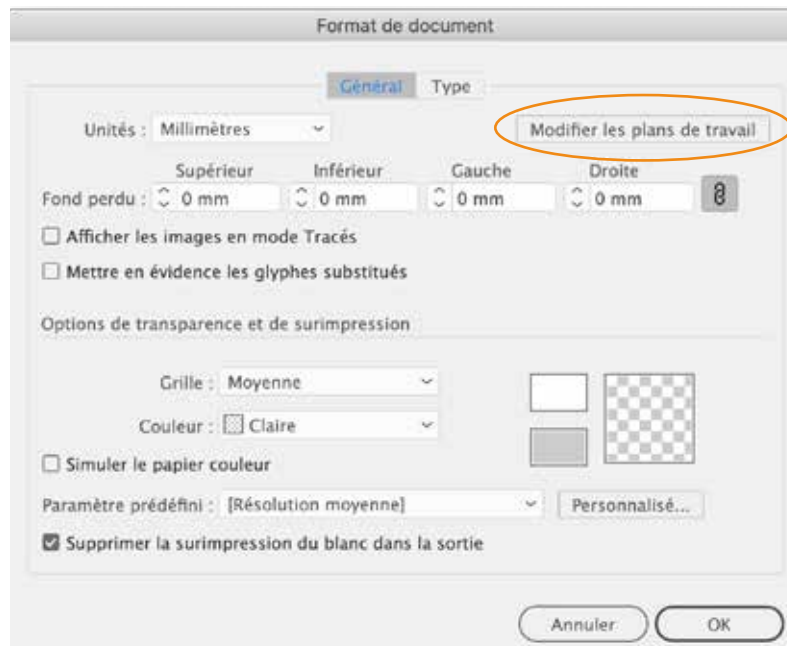 Format de document
Général Type
Unités : Millimètres Modifier les plans de travail
Supérieur Inférieur Gauche Droite
Fond perdu : 0 mm 0 mm 0 mm 0 mm
Afficher les images en mode Tracés
Mettre en évidence les glyphes substitués
Options de transparence et de surimpression
Grille : Moyenne
Couleur : Claire
Simuler le papier couleur
Paramètre prédéfini : [Résolution moyenne] Personnalisé...
Supprimer la surimpression du blanc dans la sortie
Annuler OK